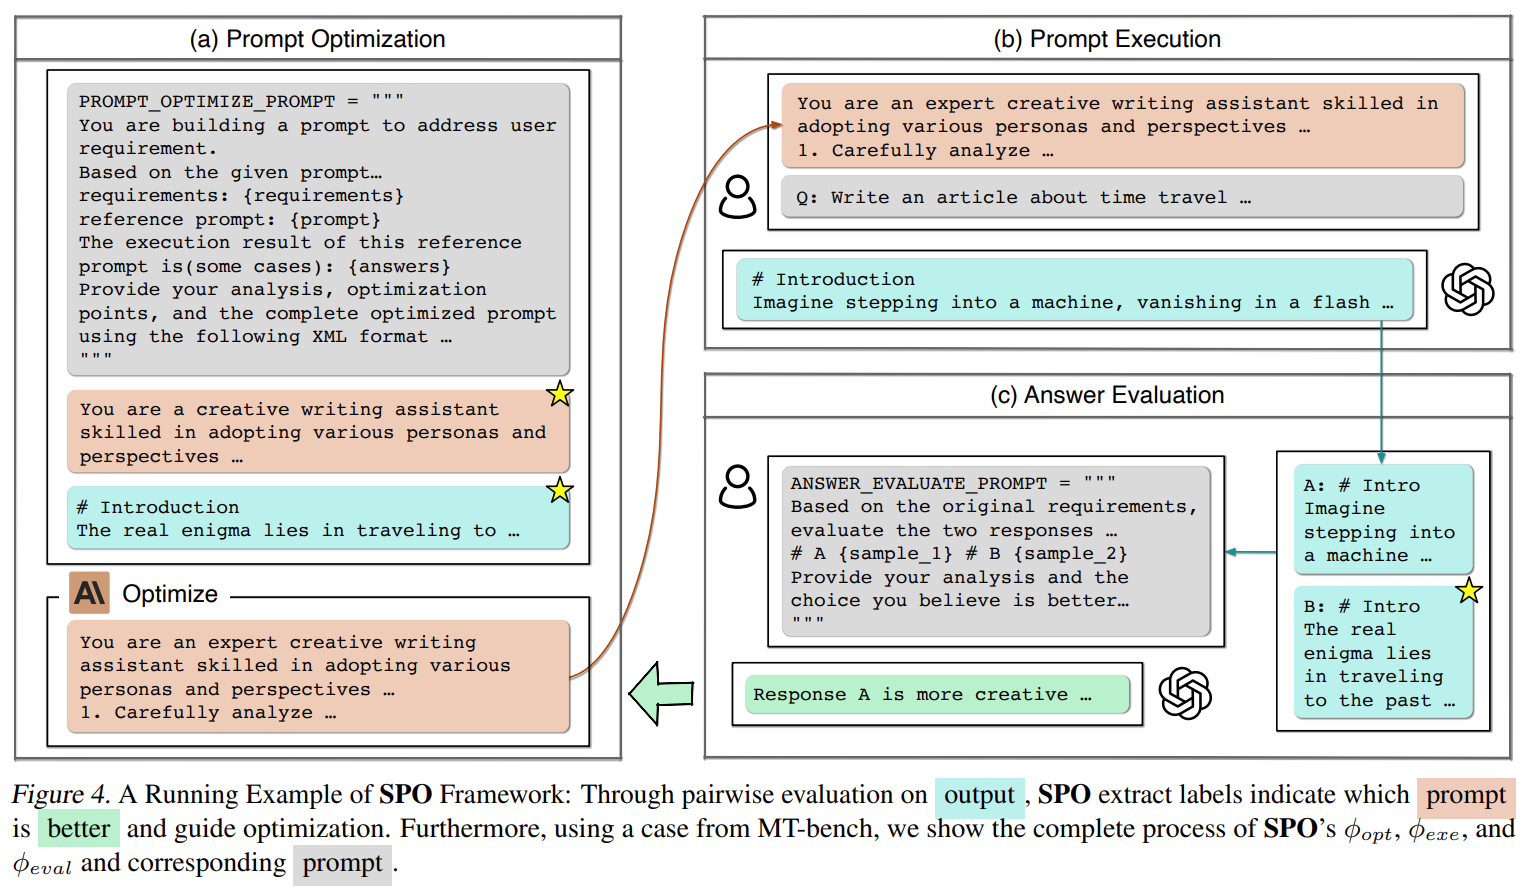 (a) Prompt Optimization
PROMPT_OPTIMIZE_PROMPT = """
You are building a prompt to address user
requirement.
Based on the given prompt…
requirements: {requirements}
reference prompt: {prompt}
The execution result of this reference
prompt is(some cases): {answers}
Provide your analysis, optimization
points, and the complete optimized prompt
using the following XML format …
"""
You are a creative writing assistant
skilled in adopting various personas and
perspectives …
# Introduction
The real enigma lies in traveling to …
Optimize
You are an expert creative writing
assistant skilled in adopting various
personas and perspectives …
1. Carefully analyze …
(b) Prompt Execution
You are an expert creative writing assistant skilled in
adopting various personas and perspectives …
1. Carefully analyze …
Q: Write an article about time travel …
# Introduction
Imagine stepping into a machine, vanishing in a flash …
(c) Answer Evaluation
ANSWER_EVALUATE_PROMPT = """
Based on the original requirements,
evaluate the two responses …
# A {sample_1} # B {sample_2}
Provide your analysis and the
choice you believe is better…
"""
Response A is more creative …
A: # Intro
Imagine
stepping into
a machine …
B: # Intro
The real
enigma lies
in traveling
to the past …
Figure 4. A Running Example of SPO Framework: Through pairwise evaluation on output, SPO extract labels indicate which prompt
is better and guide optimization. Furthermore, using a case from MT-bench, we show the complete process of SPO's ϕopt, ϕexe, and
ϕeval and corresponding prompt.